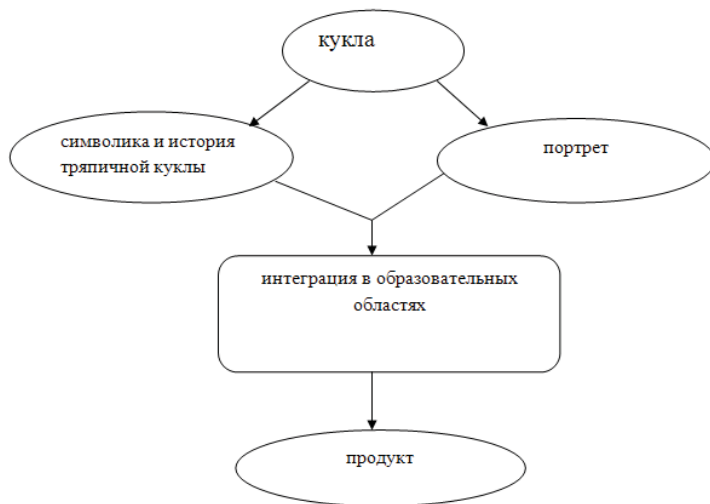 кукла
символика и история
тряпичной куклы
портрет
интеграция в образовательных
областях
продукт